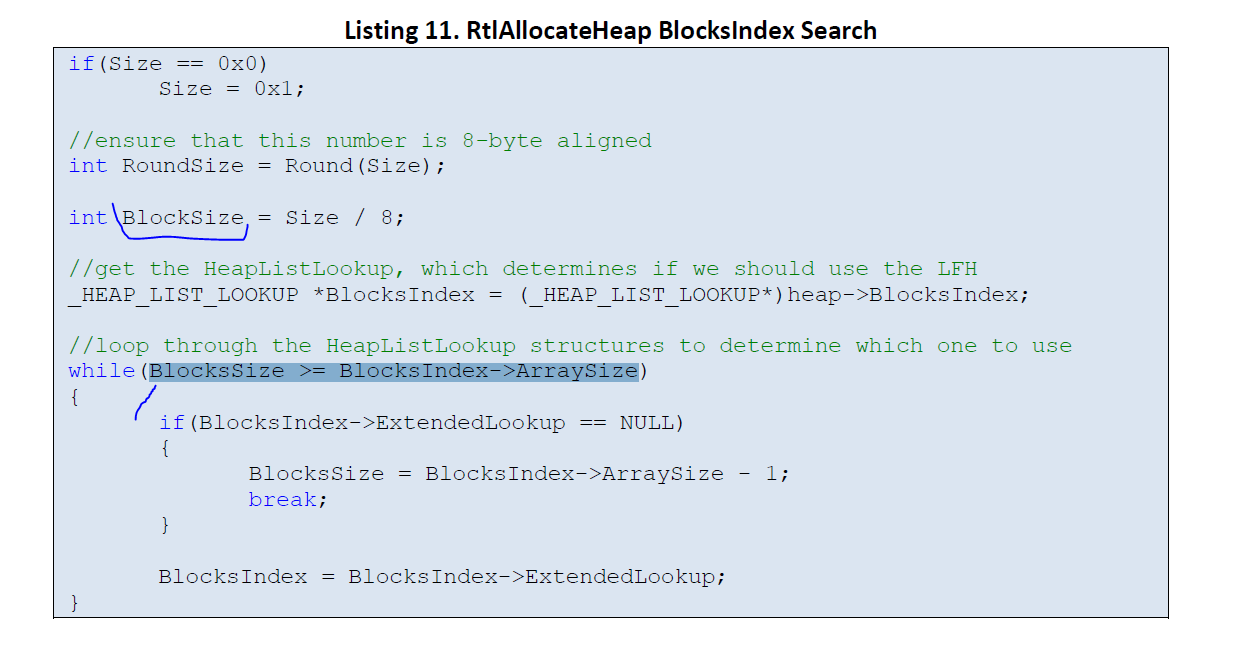 Listing 11. RtlAllocateHeap BlocksIndex Search
if(Size == 0x0)
Size = 0x1;
//ensure that this number is 8-byte aligned
int RoundSize = Round(Size);
int BlockSize = Size / 8;
//get the HeapListLookup, which determines if we should use the LFH
_HEAP_LIST_LOOKUP *BlocksIndex = (_HEAP_LIST_LOOKUP*)heap->BlocksIndex;
//loop through the HeapListLookup structures to determine which one to use
while(BlocksSize >= BlocksIndex->ArraySize)
{
if(BlocksIndex->ExtendedLookup == NULL)
{
BlocksSize = BlocksIndex->ArraySize - 1;
break;
}
BlocksIndex = BlocksIndex->ExtendedLookup;
}